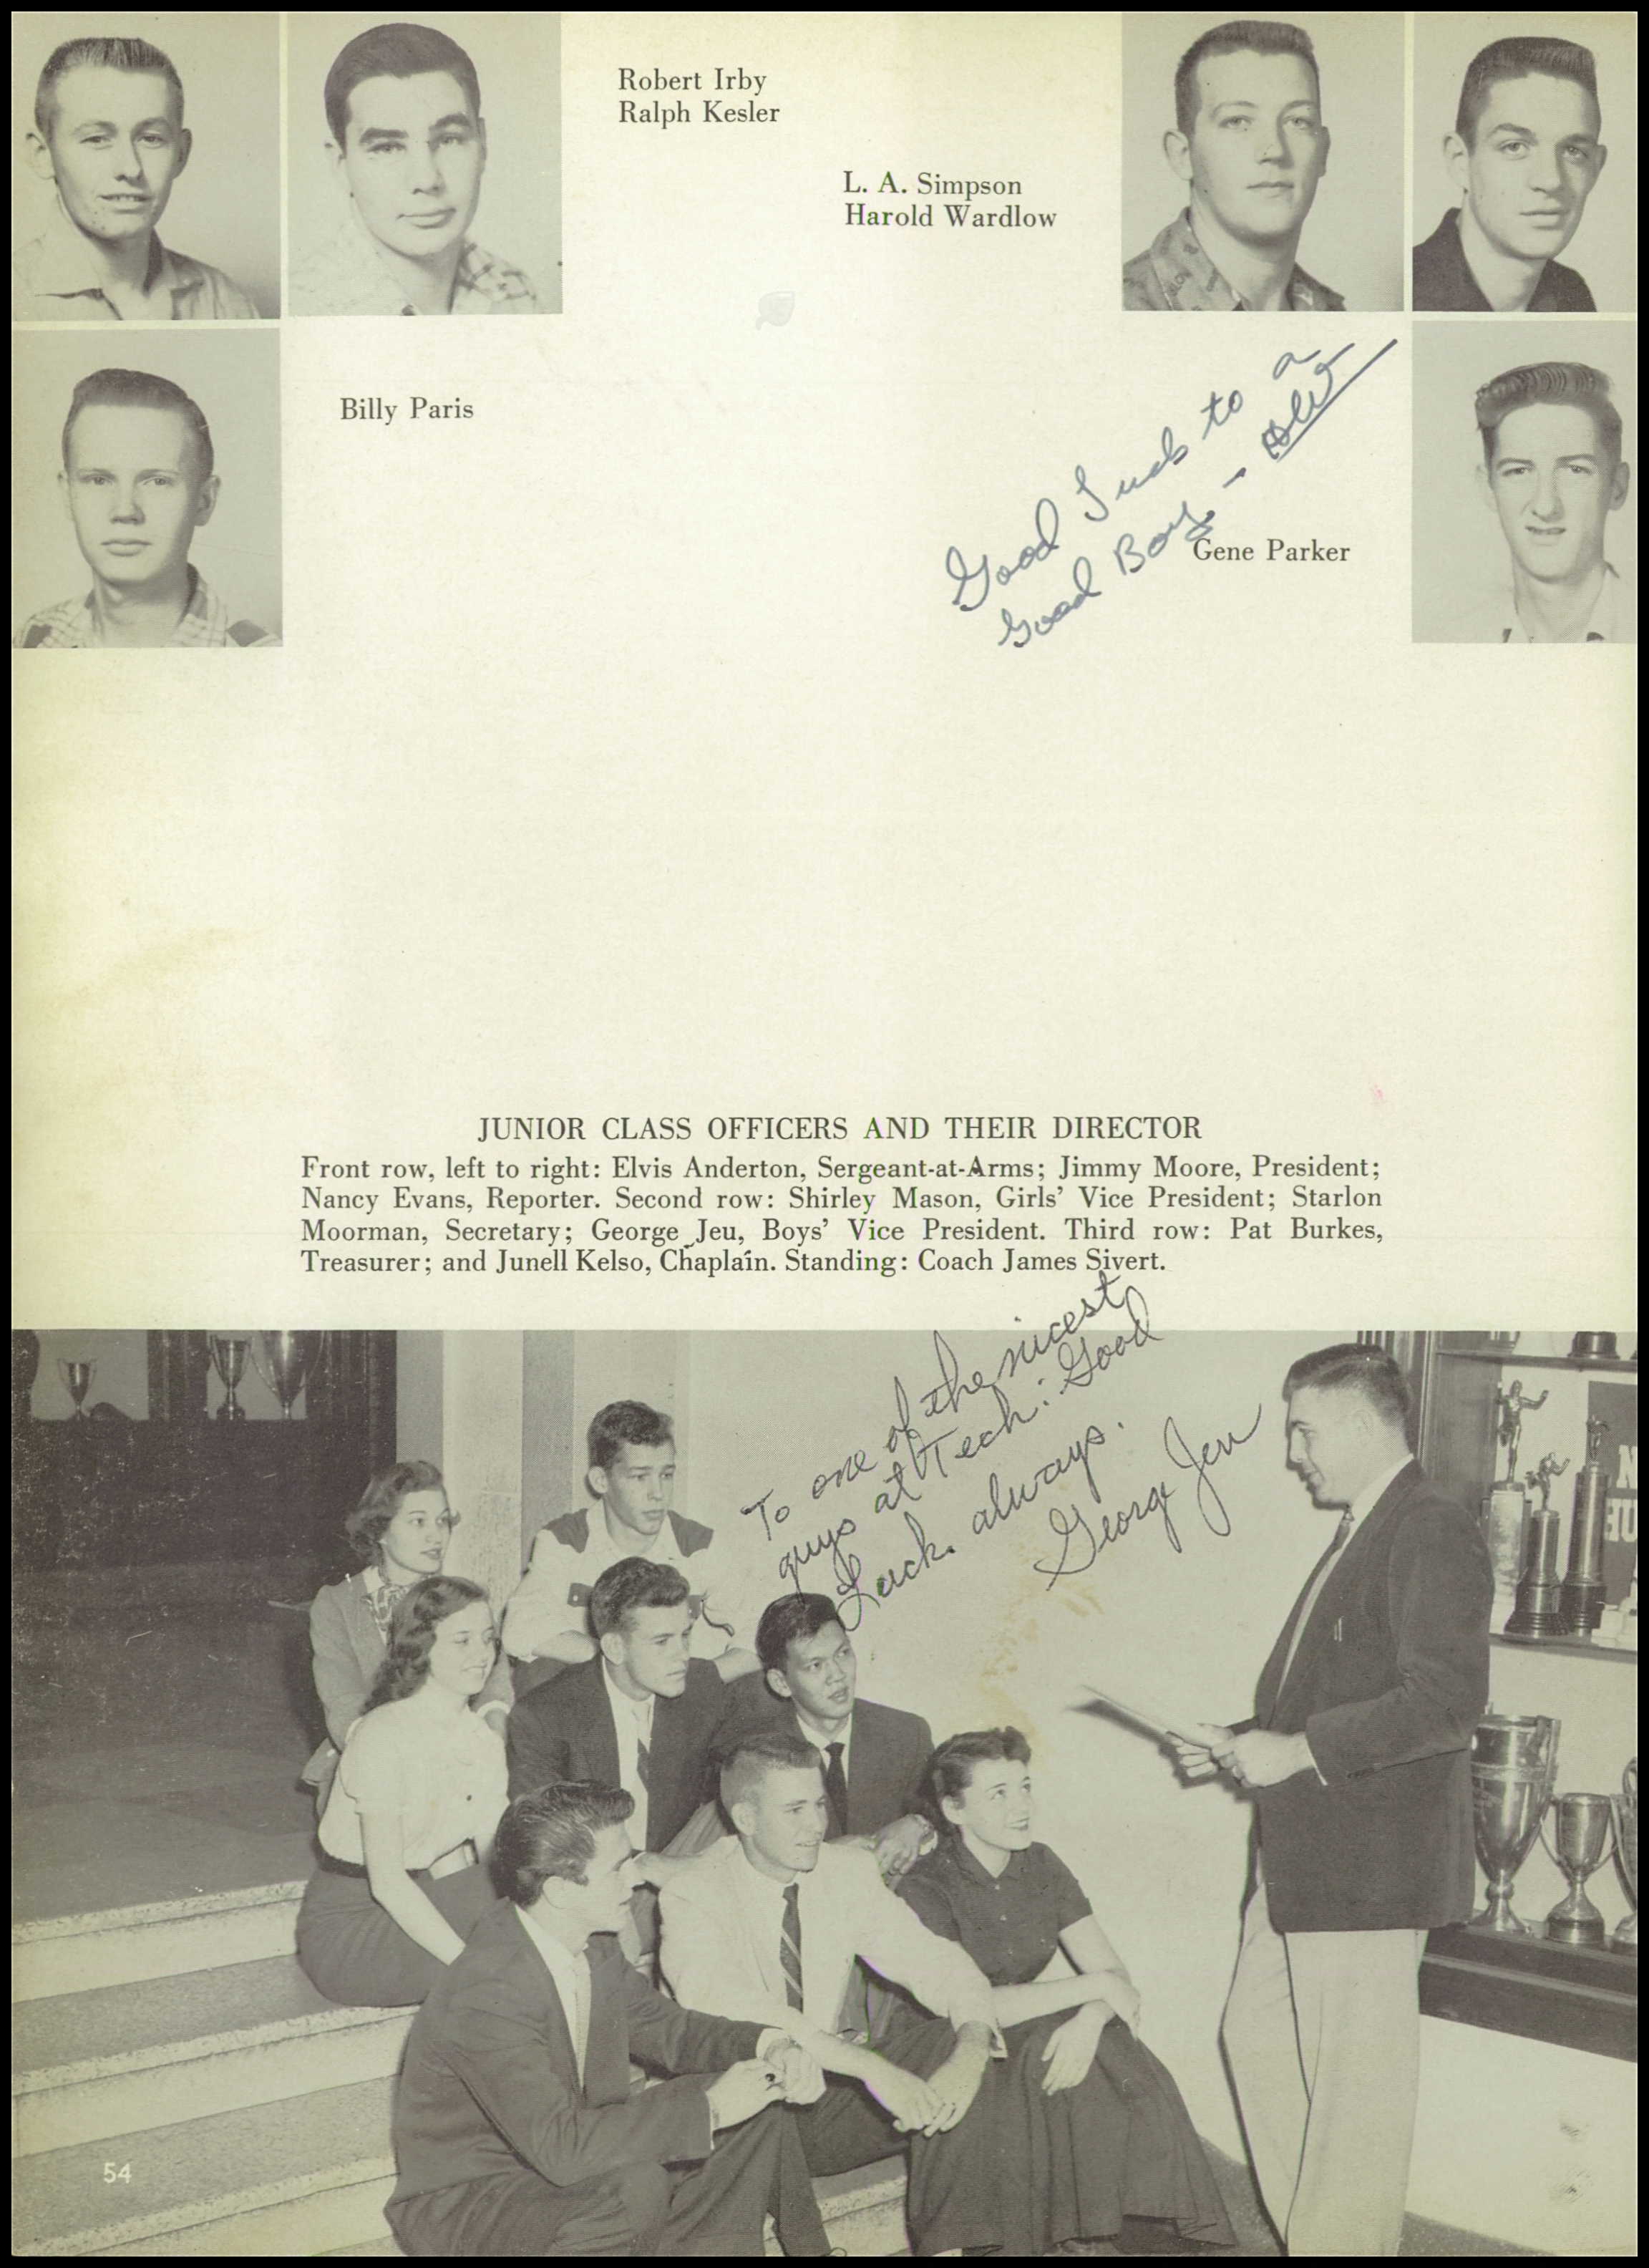 Robert Irby
Ralph Kesler
L. A. Simpson
Harold Wardlow
Billy Paris
Good Luck to a
Good Boy -
Gene Parker
JUNIOR CLASS OFFICERS AND THEIR DIRECTOR
Front row, left to right: Elvis Anderton, Sergeant-at-Arms; Jimmy Moore, President;
Nancy Evans, Reporter. Second row: Shirley Mason, Girls' Vice President; Starlon
Moorman, Secretary; George Jeu, Boys' Vice President. Third row: Pat Burkes,
Treasurer; and Junell Kelso, Chaplain. Standing: Coach James Sivert.
To one of the nicest
guys at Tech. Good
Luck. always.
George Jeu
54